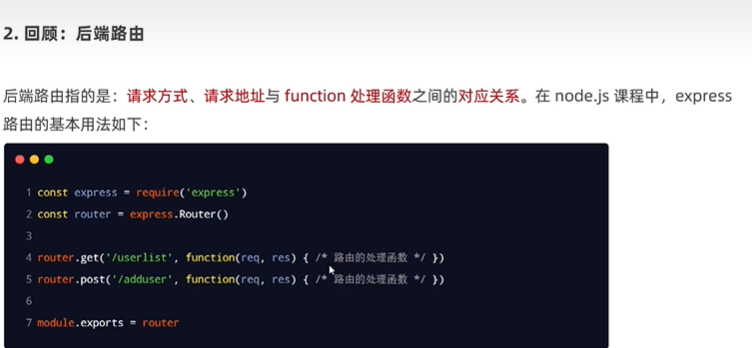 2. 回顾：后端路由
后端路由指的是：请求方式、请求地址与 function 处理函数之间的对应关系。在 node.js 课程中，express
路由的基本用法如下：
1 const express = require('express')
2 const router = express.Router()
3
4 router.get('/userlist', function(req, res) { /* 路由的处理函数 */ })
5 router.post('/adduser', function(req, res) { /* 路由的处理函数 */ })
6
7 module.exports = router